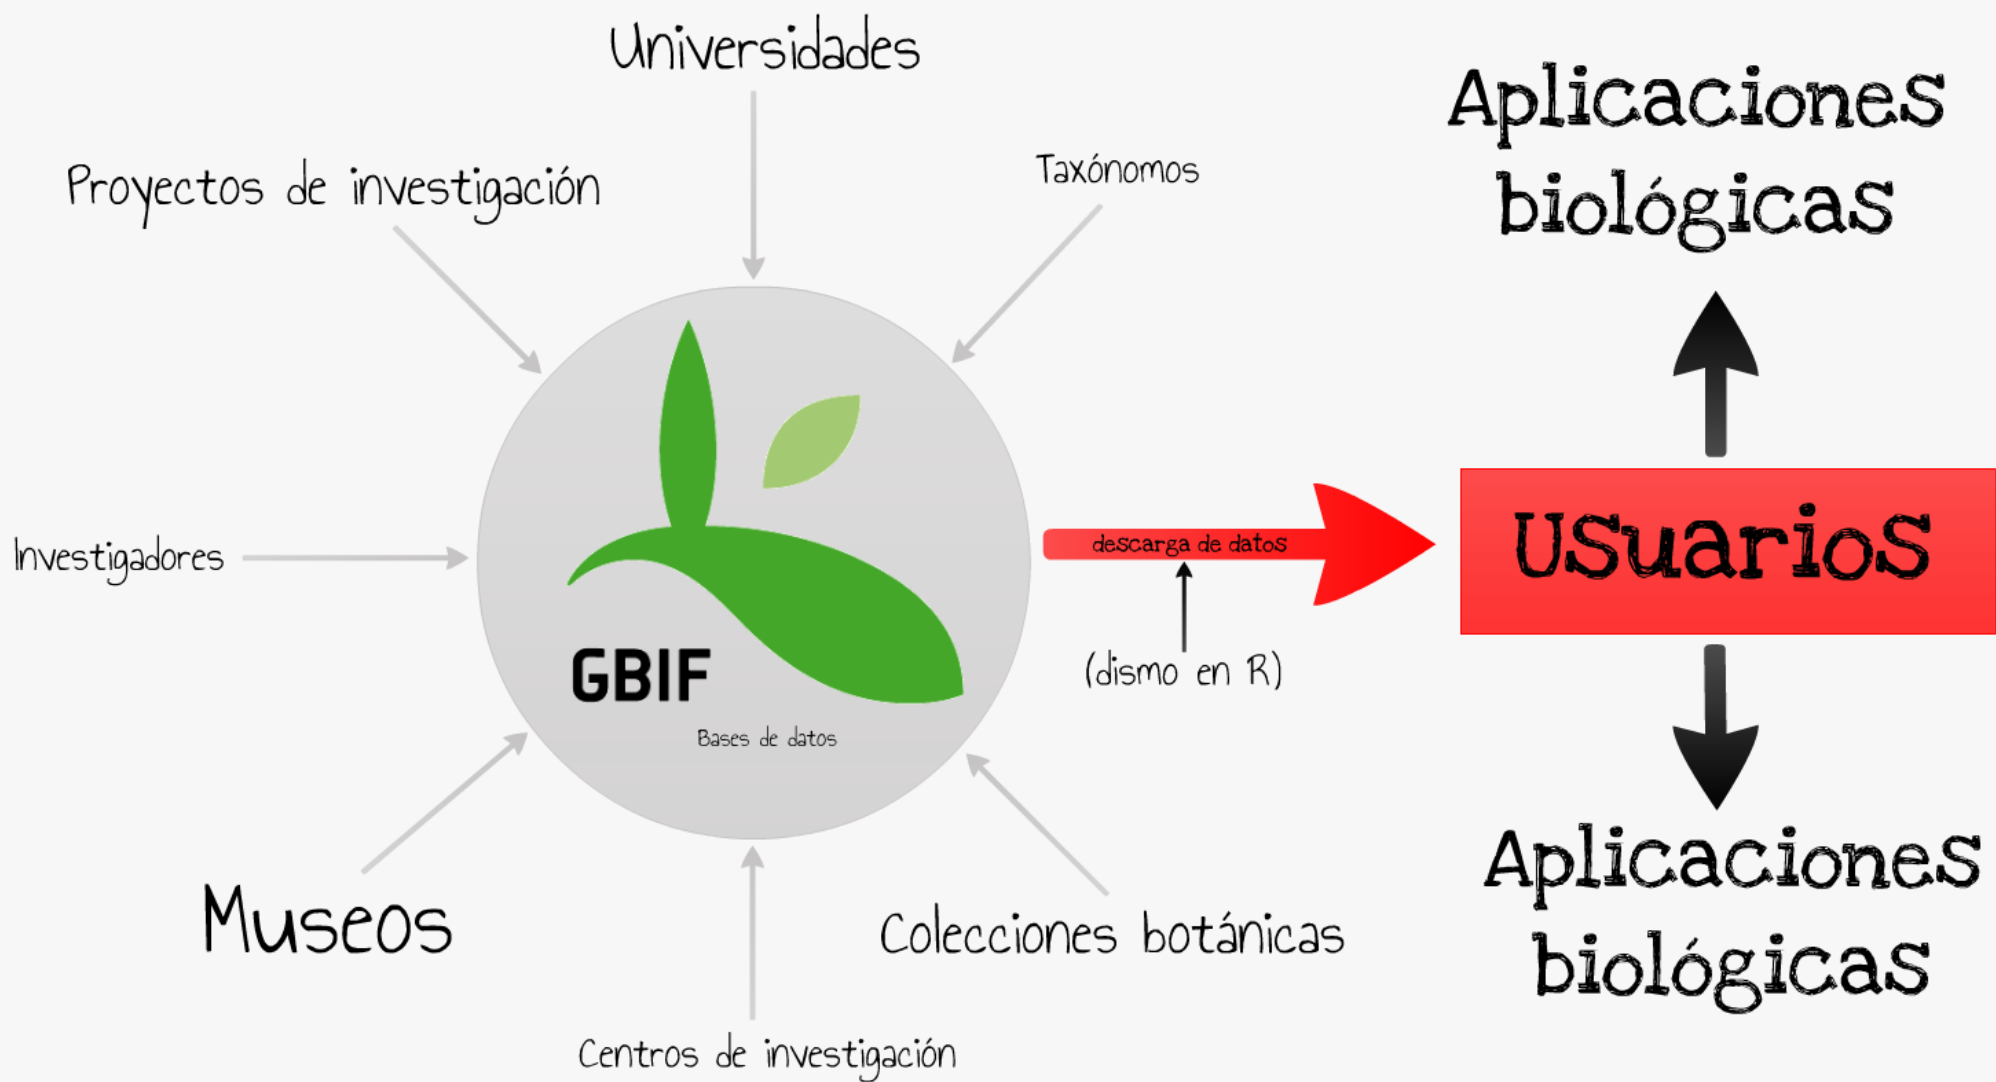 Universidades
Proyectos de investigación
Taxónomos
Investigadores
GBIF
Bases de datos
Museos
Colecciones botánicas
Centros de investigación
descarga de datos
(dismo en R)
Aplicaciones
biológicas
Usuarios
Aplicaciones
biológicas